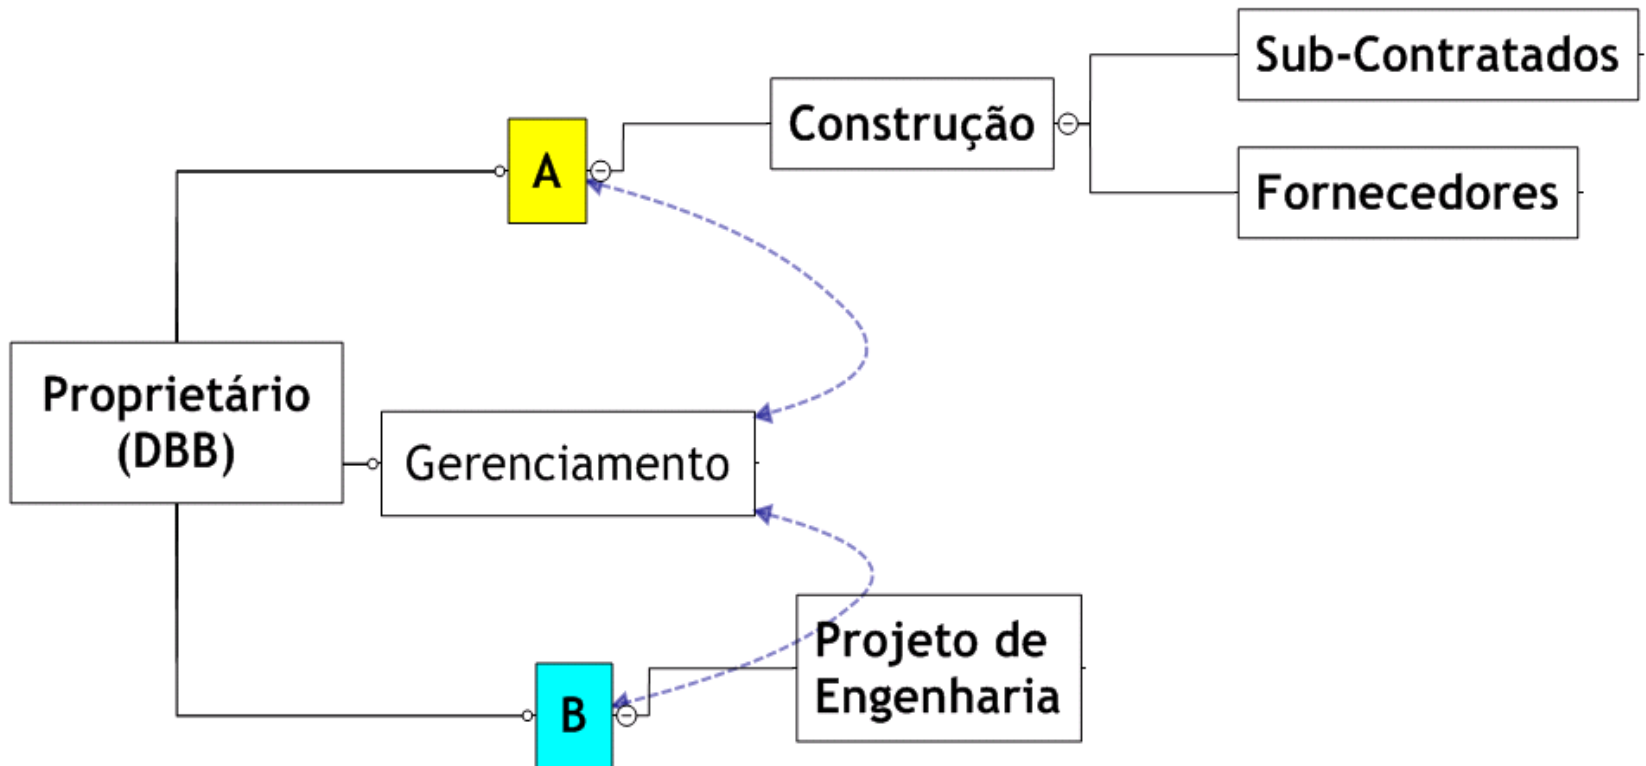 Sub-Contratados
Construção
A
Fornecedores
Proprietário
(DBB)
Gerenciamento
Projeto de
Engenharia
B